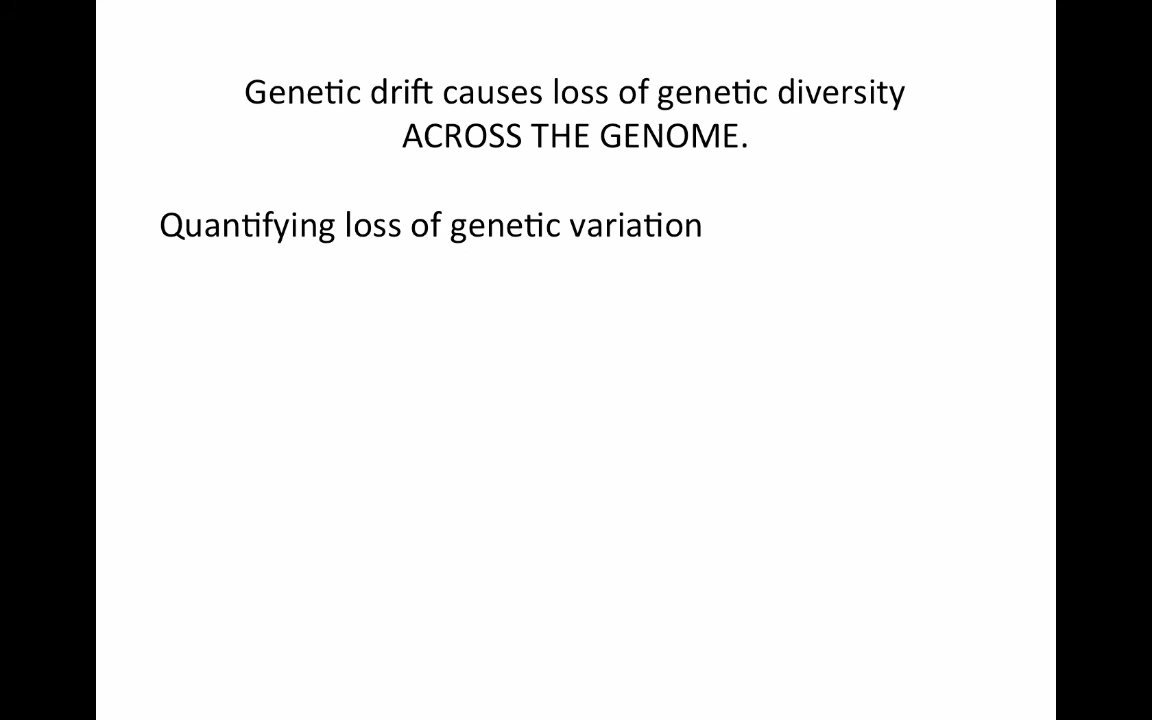 Genetic drift causes loss of genetic diversity
ACROSS THE GENOME.
Quantifying loss of genetic variation